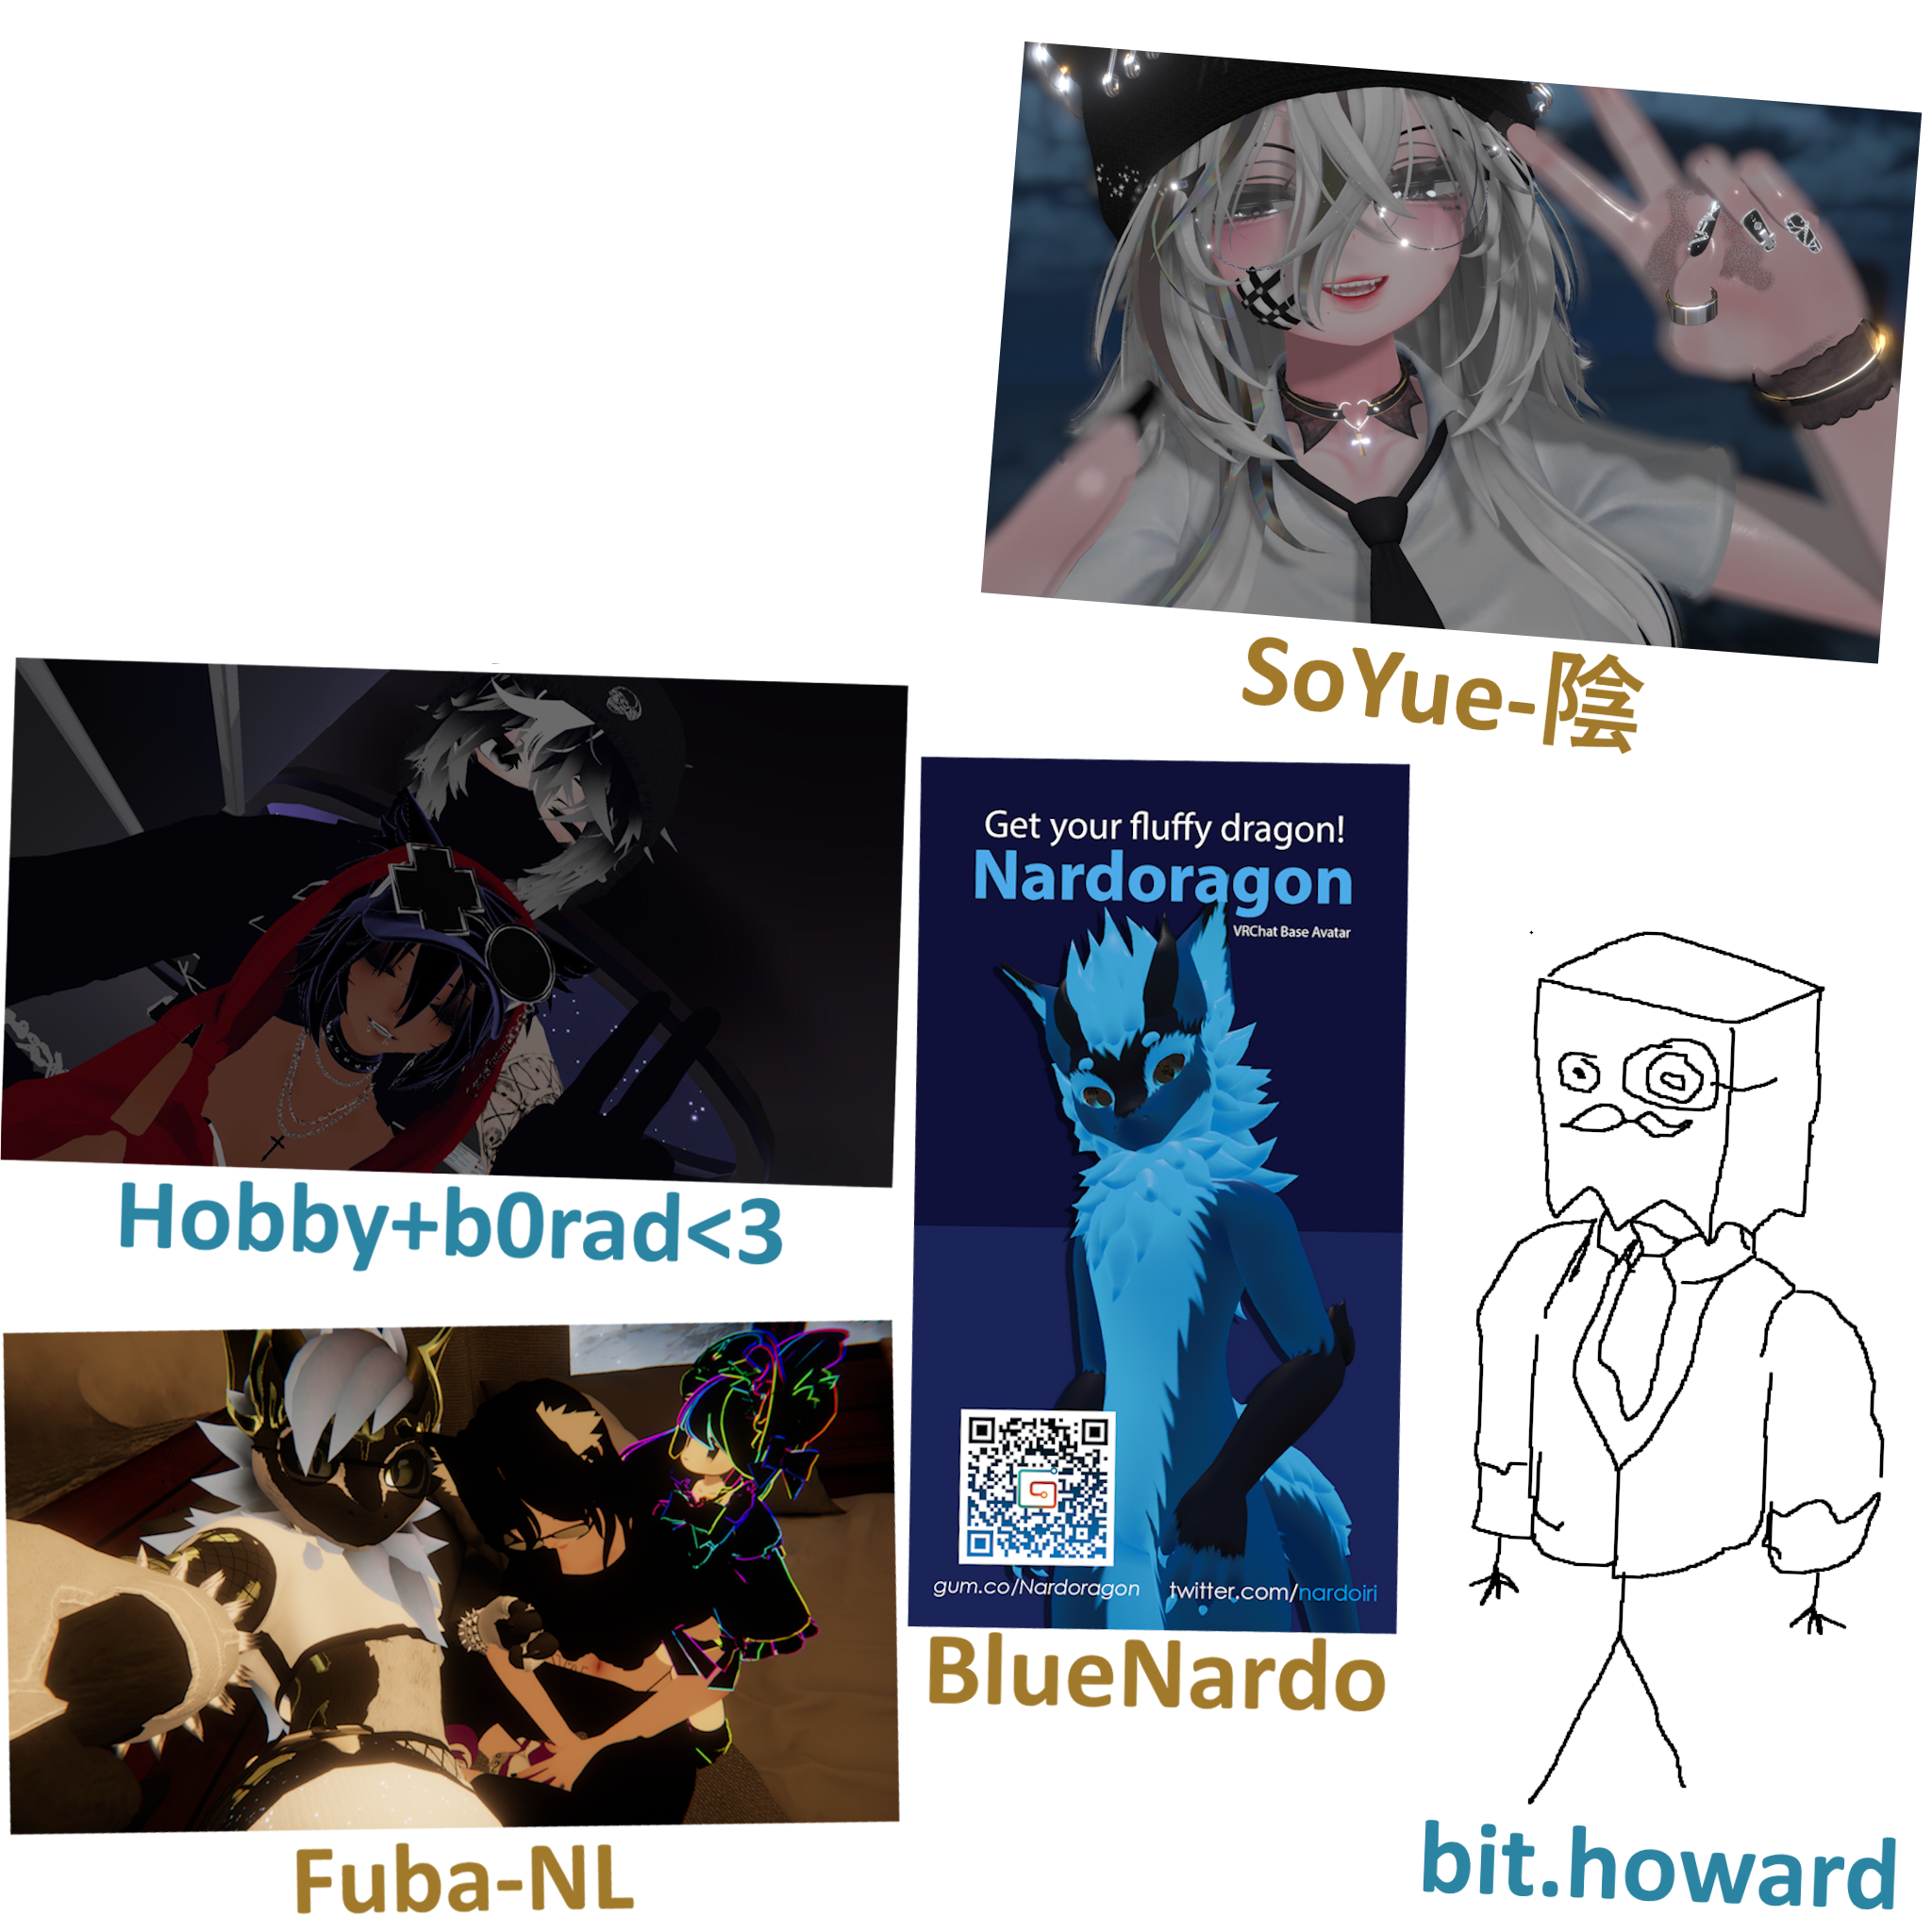 SoYue-陰
Hobby+b0rad<3
Get your fluffy dragon!
Nardoragon
VRChat Base Avatar
gum.co/Nardoragon
twitter.com/nardoiri
BlueNardo
Fuba-NL
bit.howard